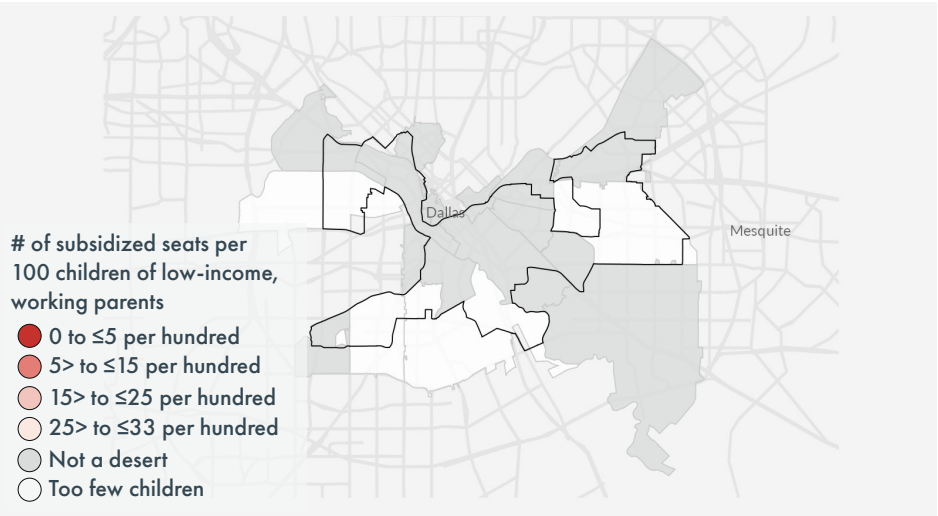 Dallas
Mesquite
# of subsidized seats per
100 children of low-income,
working parents
0 to ≤5 per hundred
5> to ≤15 per hundred
15> to ≤25 per hundred
25> to ≤33 per hundred
Not a desert
Too few children